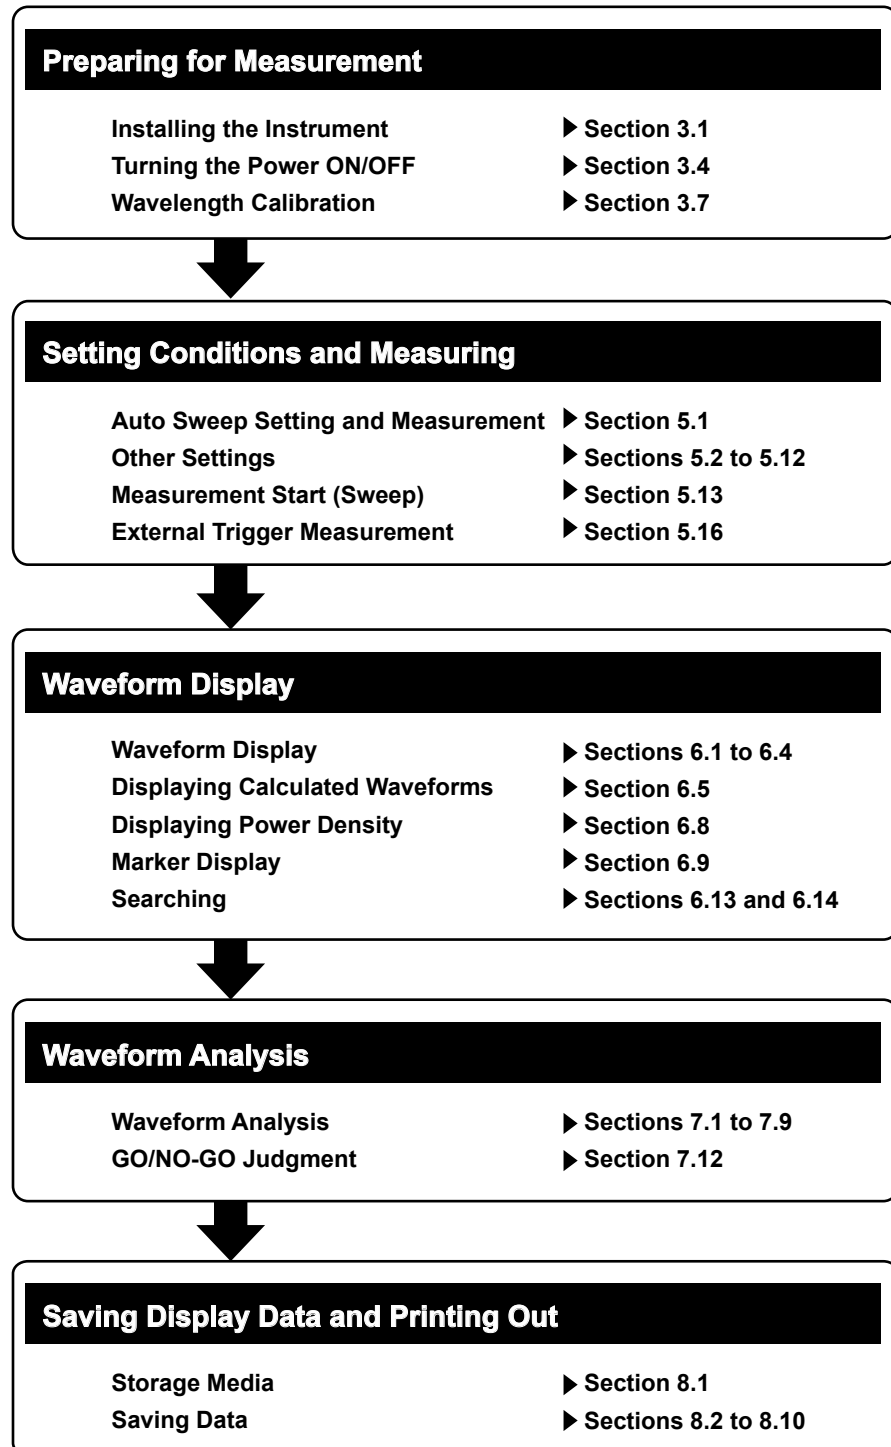 Preparing for Measurement
Installing the Instrument ▶ Section 3.1
Turning the Power ON/OFF ▶ Section 3.4
Wavelength Calibration ▶ Section 3.7
Setting Conditions and Measuring
Auto Sweep Setting and Measurement ▶ Section 5.1
Other Settings ▶ Sections 5.2 to 5.12
Measurement Start (Sweep) ▶ Section 5.13
External Trigger Measurement ▶ Section 5.16
Waveform Display
Waveform Display ▶ Sections 6.1 to 6.4
Displaying Calculated Waveforms ▶ Section 6.5
Displaying Power Density ▶ Section 6.8
Marker Display ▶ Section 6.9
Searching ▶ Sections 6.13 and 6.14
Waveform Analysis
Waveform Analysis ▶ Sections 7.1 to 7.9
GO/NO-GO Judgment ▶ Section 7.12
Saving Display Data and Printing Out
Storage Media ▶ Section 8.1
Saving Data ▶ Sections 8.2 to 8.10